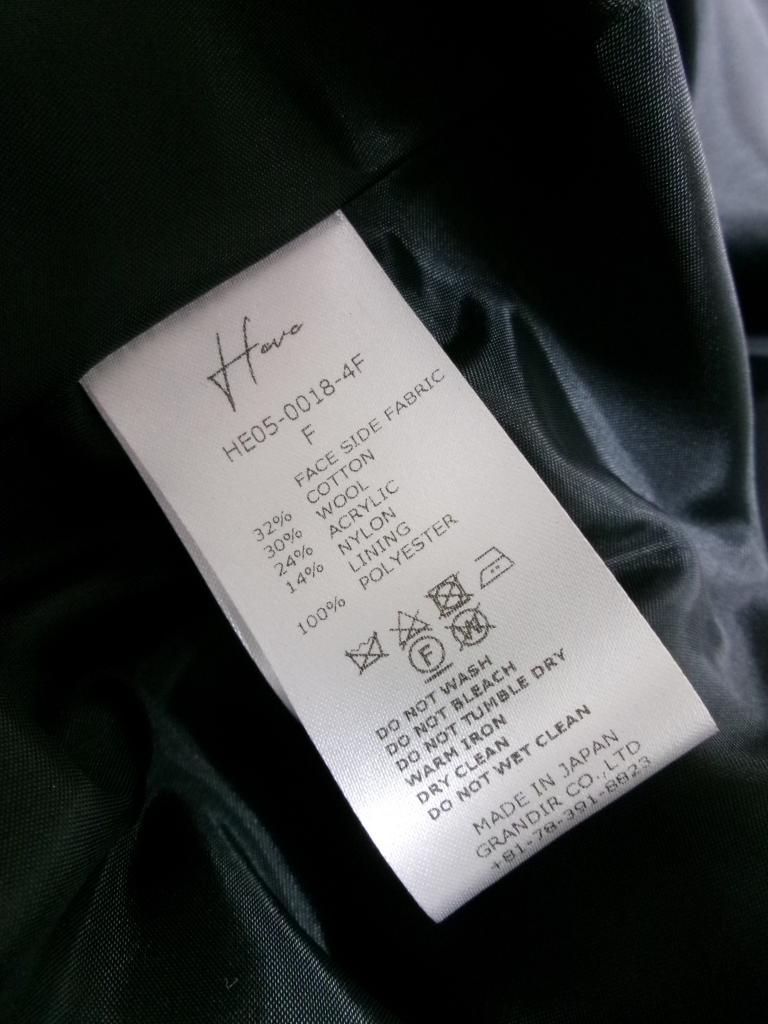 Hevo
HE05-0018-4F
F
FACE SIDE FABRIC
32% COTTON
30% WOOL
24% ACRYLIC
14% NYLON
LINING
100% POLYESTER
F W
DO NOT WASH
DO NOT BLEACH
DO NOT TUMBLE DRY
WARM IRON
DRY CLEAN
DO NOT WET CLEAN
MADE IN JAPAN
GRANDIR CO.,LTD
+81-78-391-8823